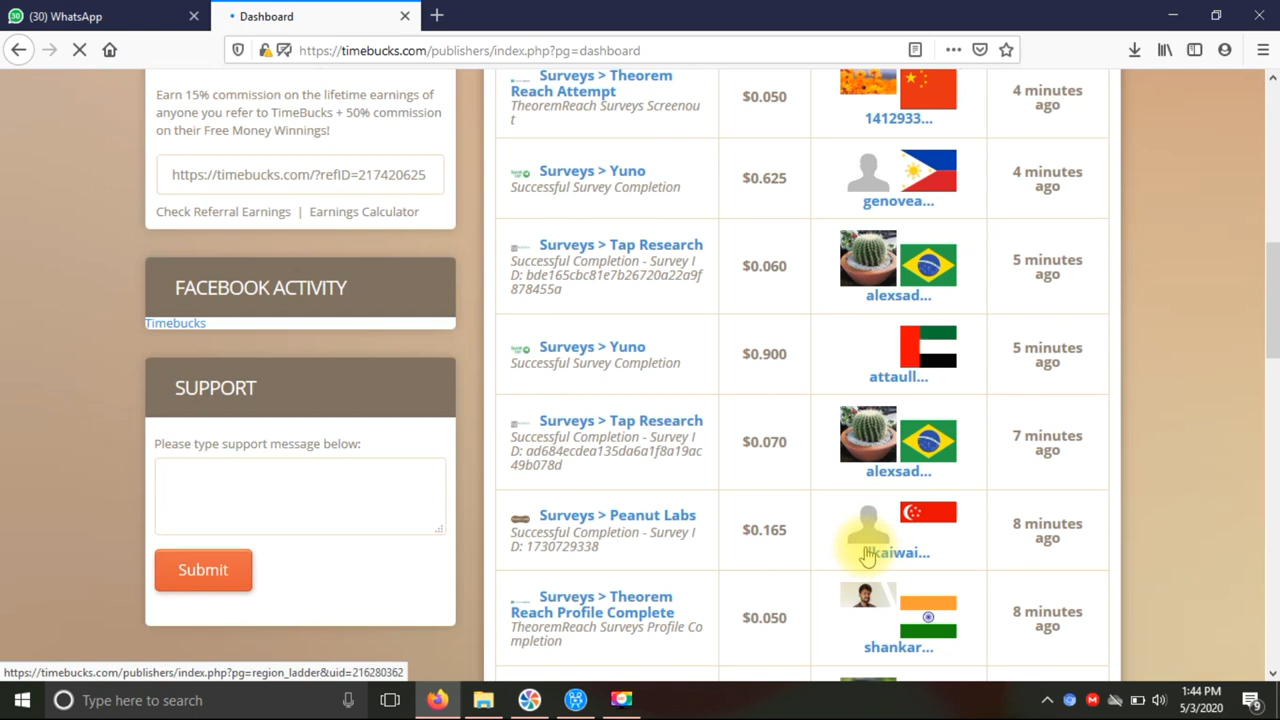 (30) WhatsApp
Dashboard
https://timebucks.com/publishers/index.php?pg=dashboard
Earn 15% commission on the lifetime earnings of
anyone you refer to TimeBucks + 50% commission
on their Free Money Winnings!
https://timebucks.com/?refID=217420625
Check Referral Earnings | Earnings Calculator
FACEBOOK ACTIVITY
Timebucks
SUPPORT
Please type support message below:
Submit
Surveys > Theorem
Reach Attempt
TheoremReach Surveys Screenou
t
$0.050
1412933...
4 minutes
ago
Surveys > Yuno
Successful Survey Completion
$0.625
genovea...
4 minutes
ago
Surveys > Tap Research
Successful Completion - Survey I
D: bde165cbc81e7b26720a22a9f
878455a
$0.060
alexsad...
5 minutes
ago
Surveys > Yuno
Successful Survey Completion
$0.900
attaull...
5 minutes
ago
Surveys > Tap Research
Successful Completion - Survey I
D: ad684ecdea135da6a1f8a19ac
49b078d
$0.070
alexsad...
7 minutes
ago
Surveys > Peanut Labs
Successful Completion - Survey I
D: 1730729338
$0.165
8 minutes
ago
Surveys > Theorem
Reach Profile Complete
TheoremReach Surveys Profile Co
mpletion
$0.050
shankar...
8 minutes
ago
https://timebucks.com/publishers/index.php?pg=region_ladder&uid=216280362
Type here to search
1:44 PM
5/3/2020
9